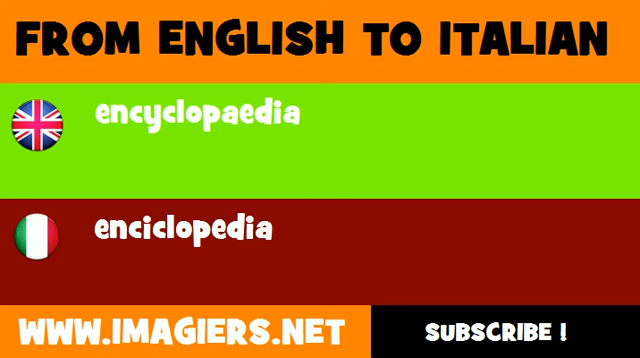 FROM ENGLISH TO ITALIAN
encyclopaedia
enciclopedia
WWW.IMAGIERS.NET
SUBSCRIBE !